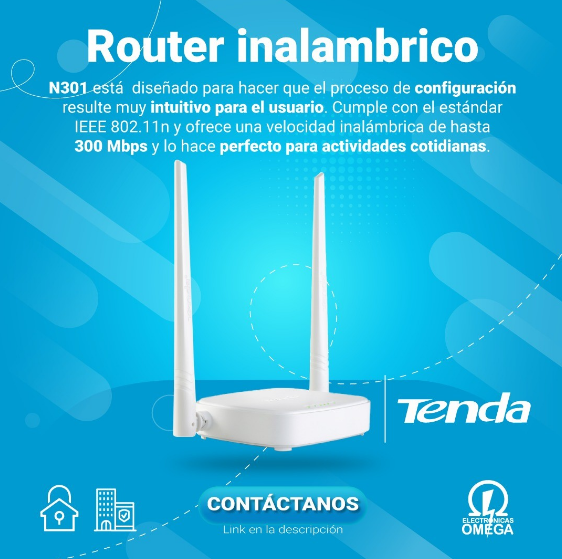 Router inalambrico
N301 está diseñado para hacer que el proceso de configuración
resulte muy intuitivo para el usuario. Cumple con el estándar
IEEE 802.11n y ofrece una velocidad inalámbrica de hasta
300 Mbps y lo hace perfecto para actividades cotidianas.
Tenda
CONTÁCTANOS
Link en la descripción
ELECTRÓNICAS
OMEGA